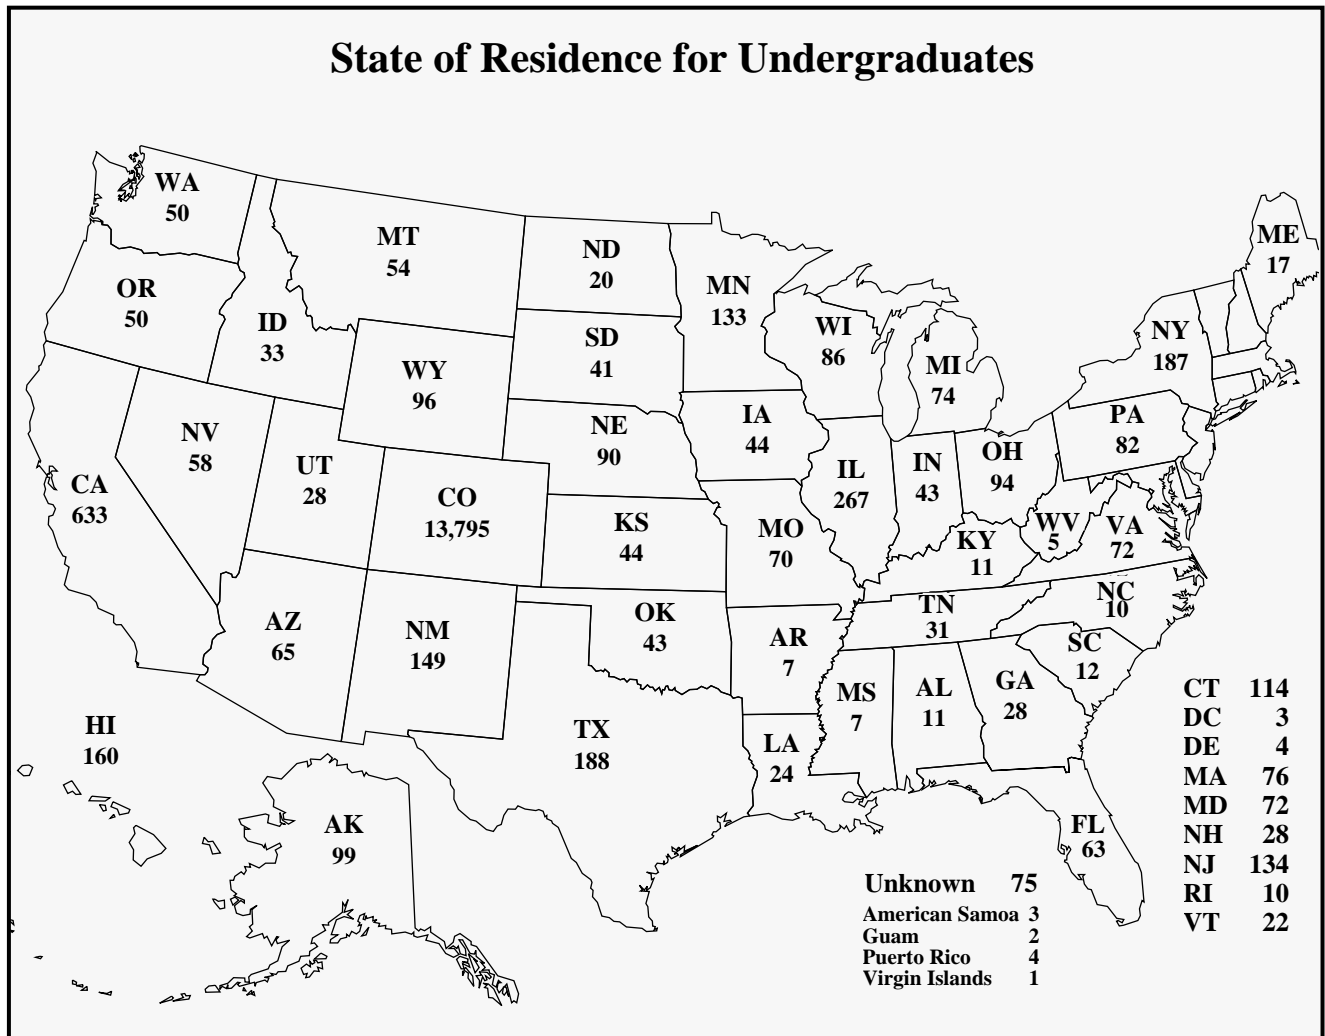 State of Residence for Undergraduates
WA
50
OR
50
ID
33
MT
54
WY
96
ND
20
SD
41
NE
90
MN
133
WI
86
MI
74
IA
44
IL
267
IN
43
OH
94
PA
82
NY
187
ME
17
CA
633
NV
58
UT
28
CO
13,795
KS
44
MO
70
KY
11
WV
5
VA
72
NC
10
TN
31
SC
12
AZ
65
NM
149
OK
43
AR
7
MS
7
AL
11
GA
28
TX
188
LA
24
FL
63
HI
160
AK
99
CT 114
DC 3
DE 4
MA 76
MD 72
NH 28
NJ 134
RI 10
VT 22
Unknown 75
American Samoa 3
Guam 2
Puerto Rico 4
Virgin Islands 1